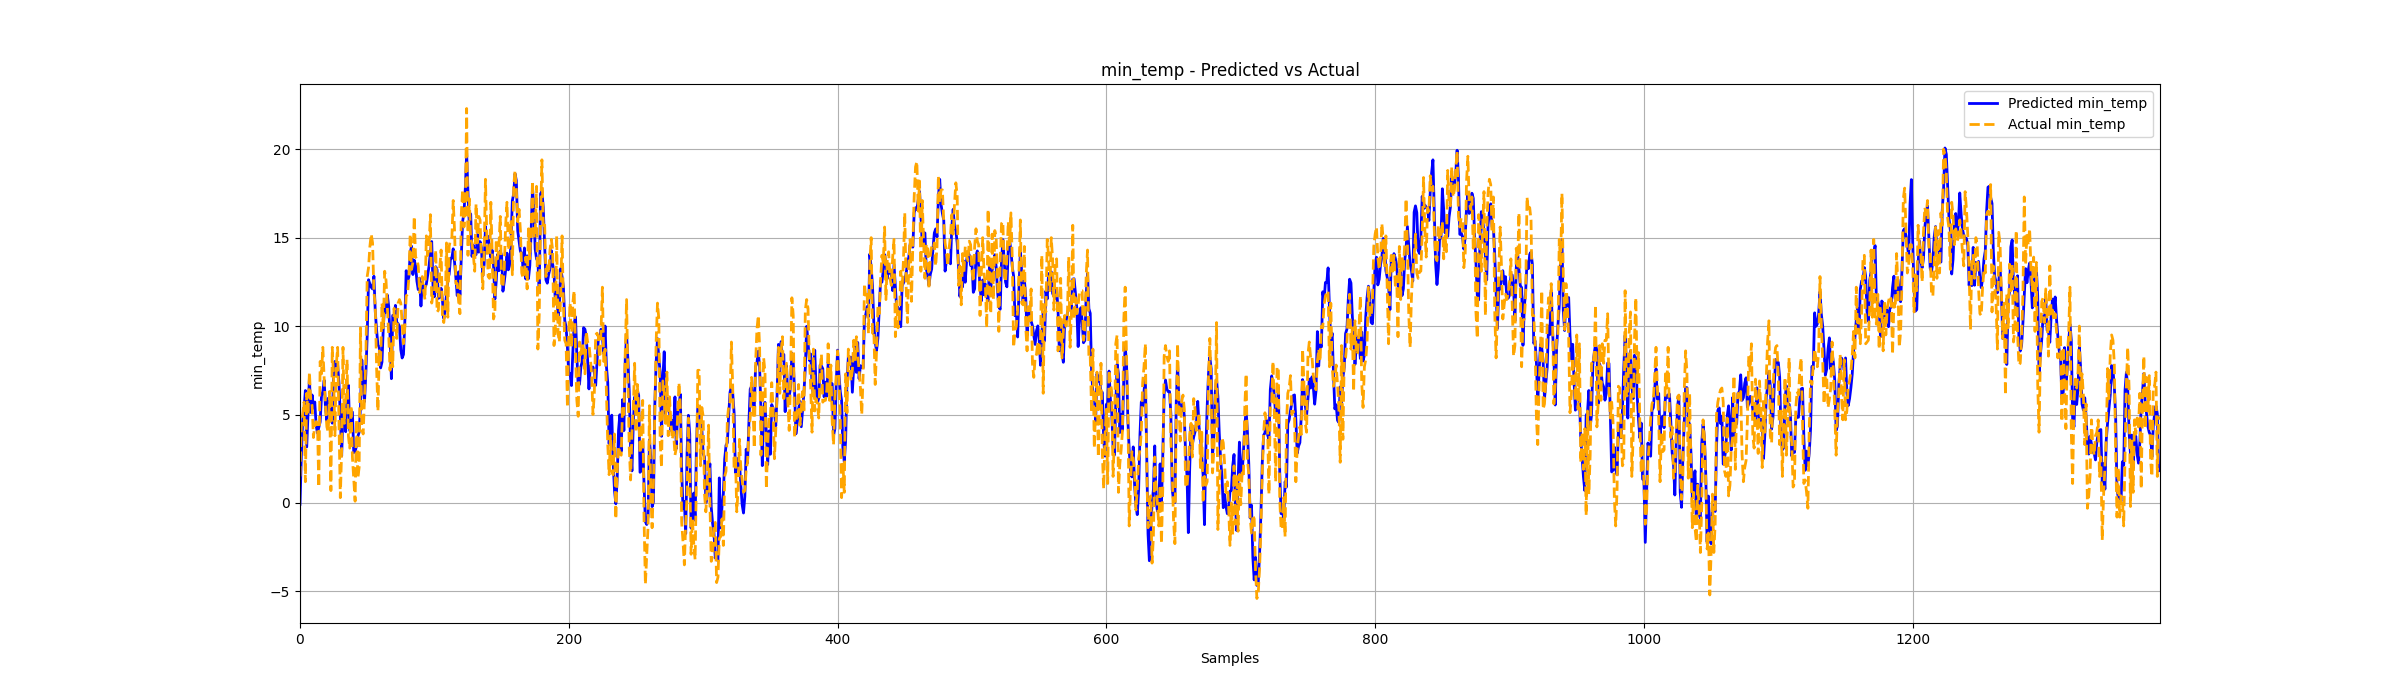 min_temp - Predicted vs Actual
Predicted min_temp
Actual min_temp
min_temp
20
15
10
5
0
−5
0
200
400
600
800
1000
1200
Samples